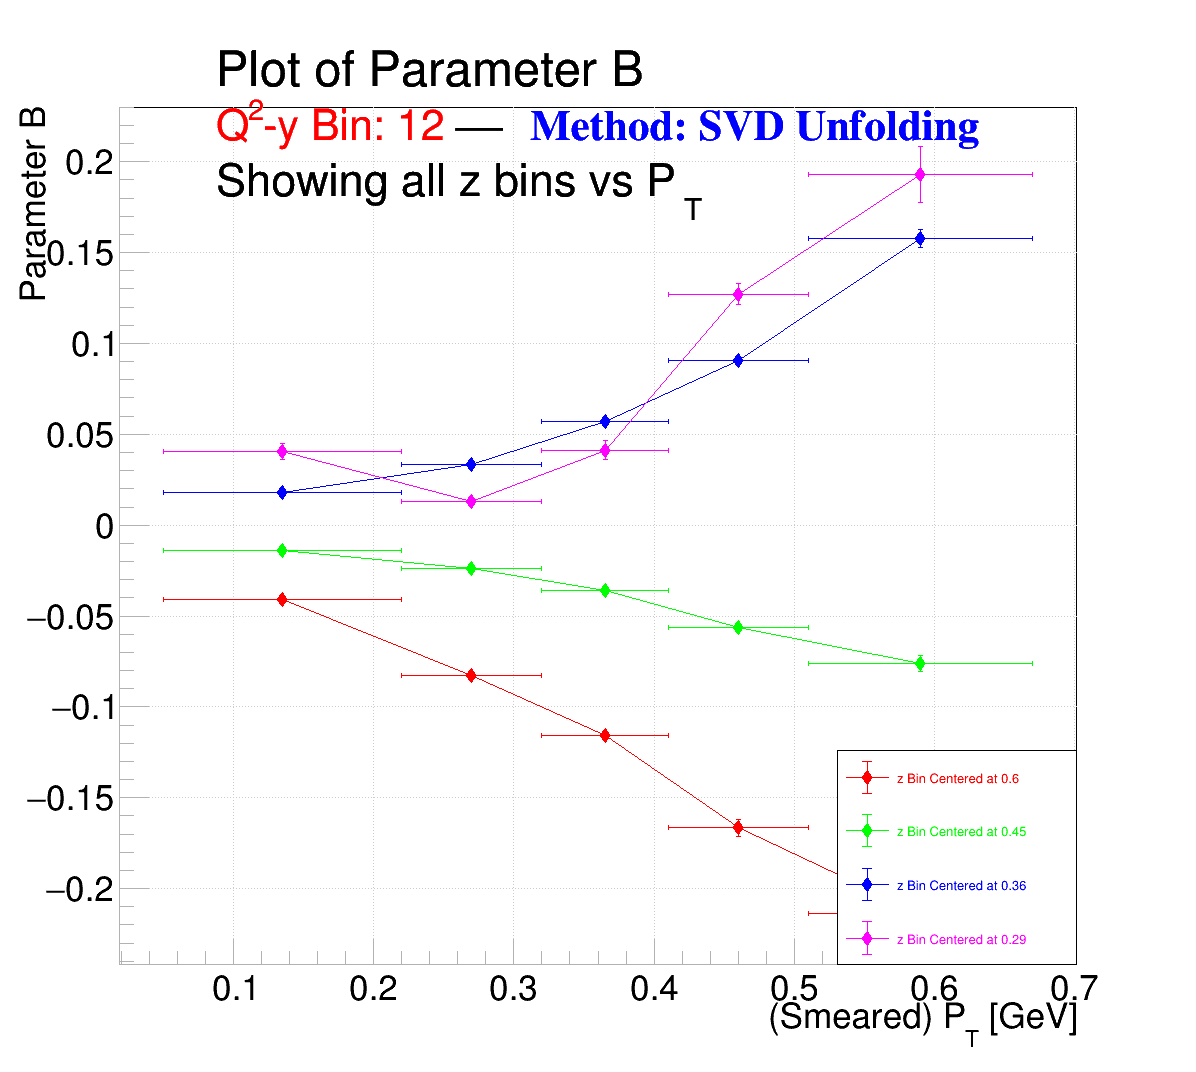 Plot of Parameter B
Q²-y Bin: 12 — Method: SVD Unfolding
Showing all z bins vs P_T
Parameter B
0.2
0.15
0.1
0.05
0
−0.05
−0.1
−0.15
−0.2
z Bin Centered at 0.6
z Bin Centered at 0.45
z Bin Centered at 0.36
z Bin Centered at 0.29
0.1 0.2 0.3 0.4 0.5 0.6 0.7
(Smeared) P_T [GeV]